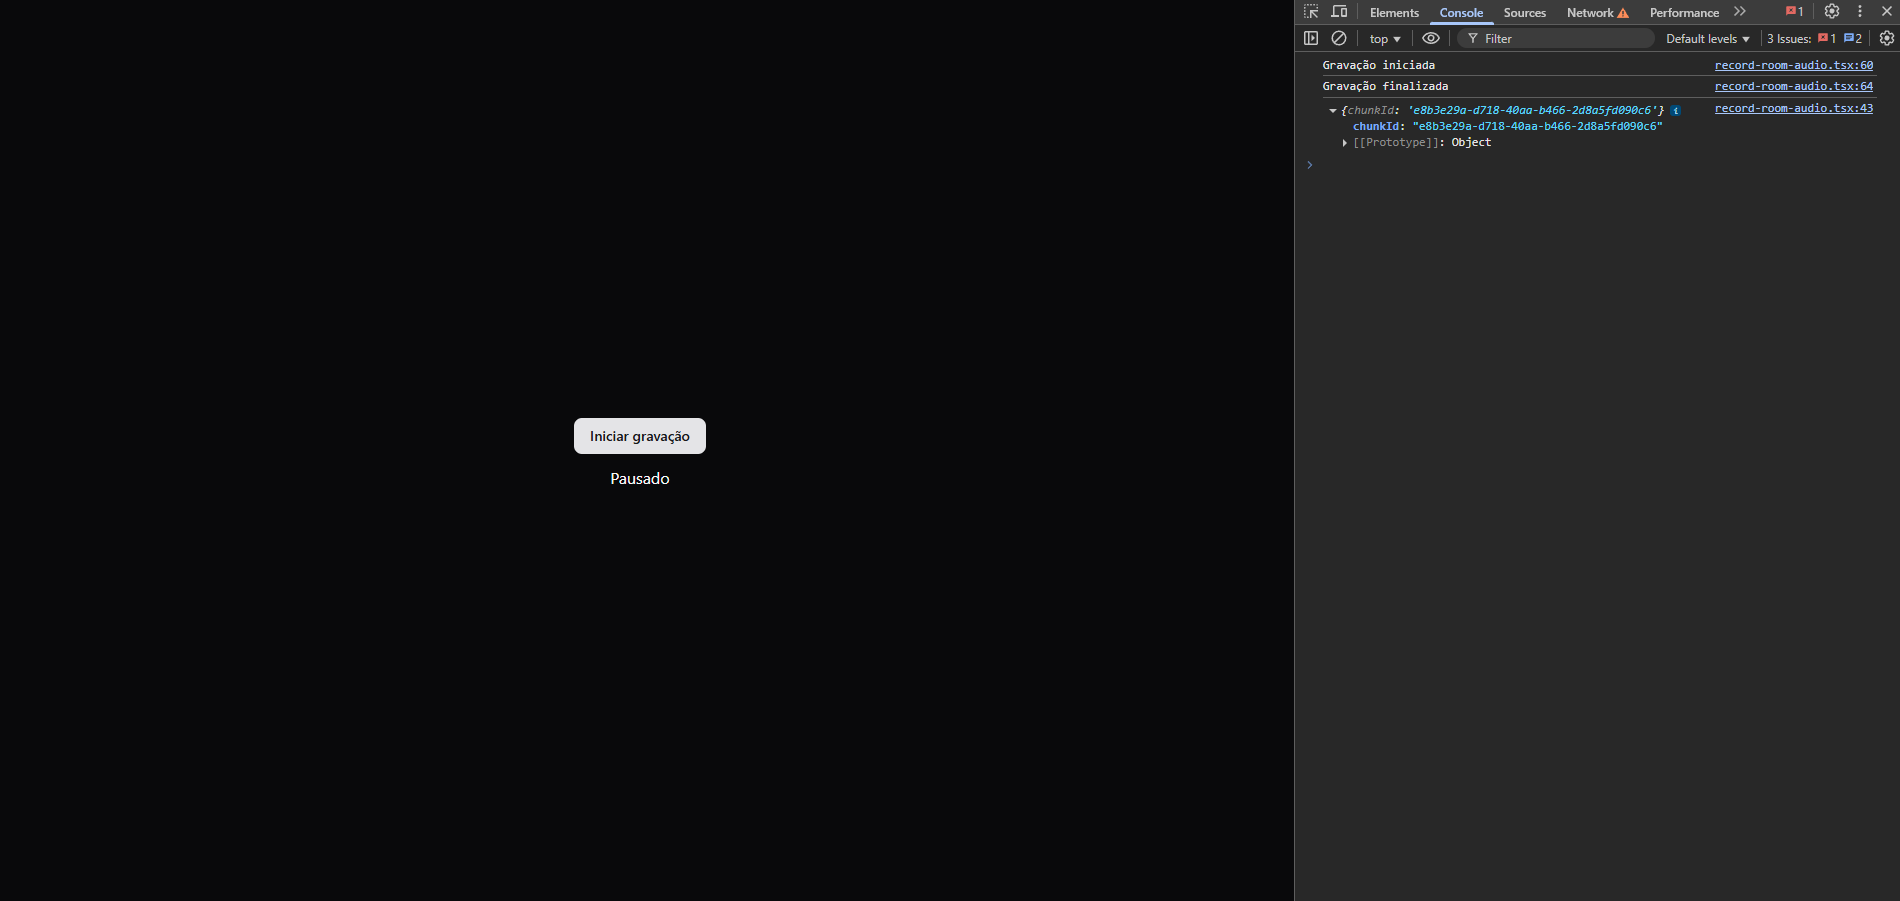 Elements Console Sources Network Performance 1
top Filter Default levels 3 Issues: 1 2
Gravação iniciada record-room-audio.tsx:60
Gravação finalizada record-room-audio.tsx:64
{chunkId: 'e8b3e29a-d718-40aa-b466-2d8a5fd090c6'} i record-room-audio.tsx:43
chunkId: "e8b3e29a-d718-40aa-b466-2d8a5fd090c6"
[[Prototype]]: Object
Iniciar gravação
Pausado